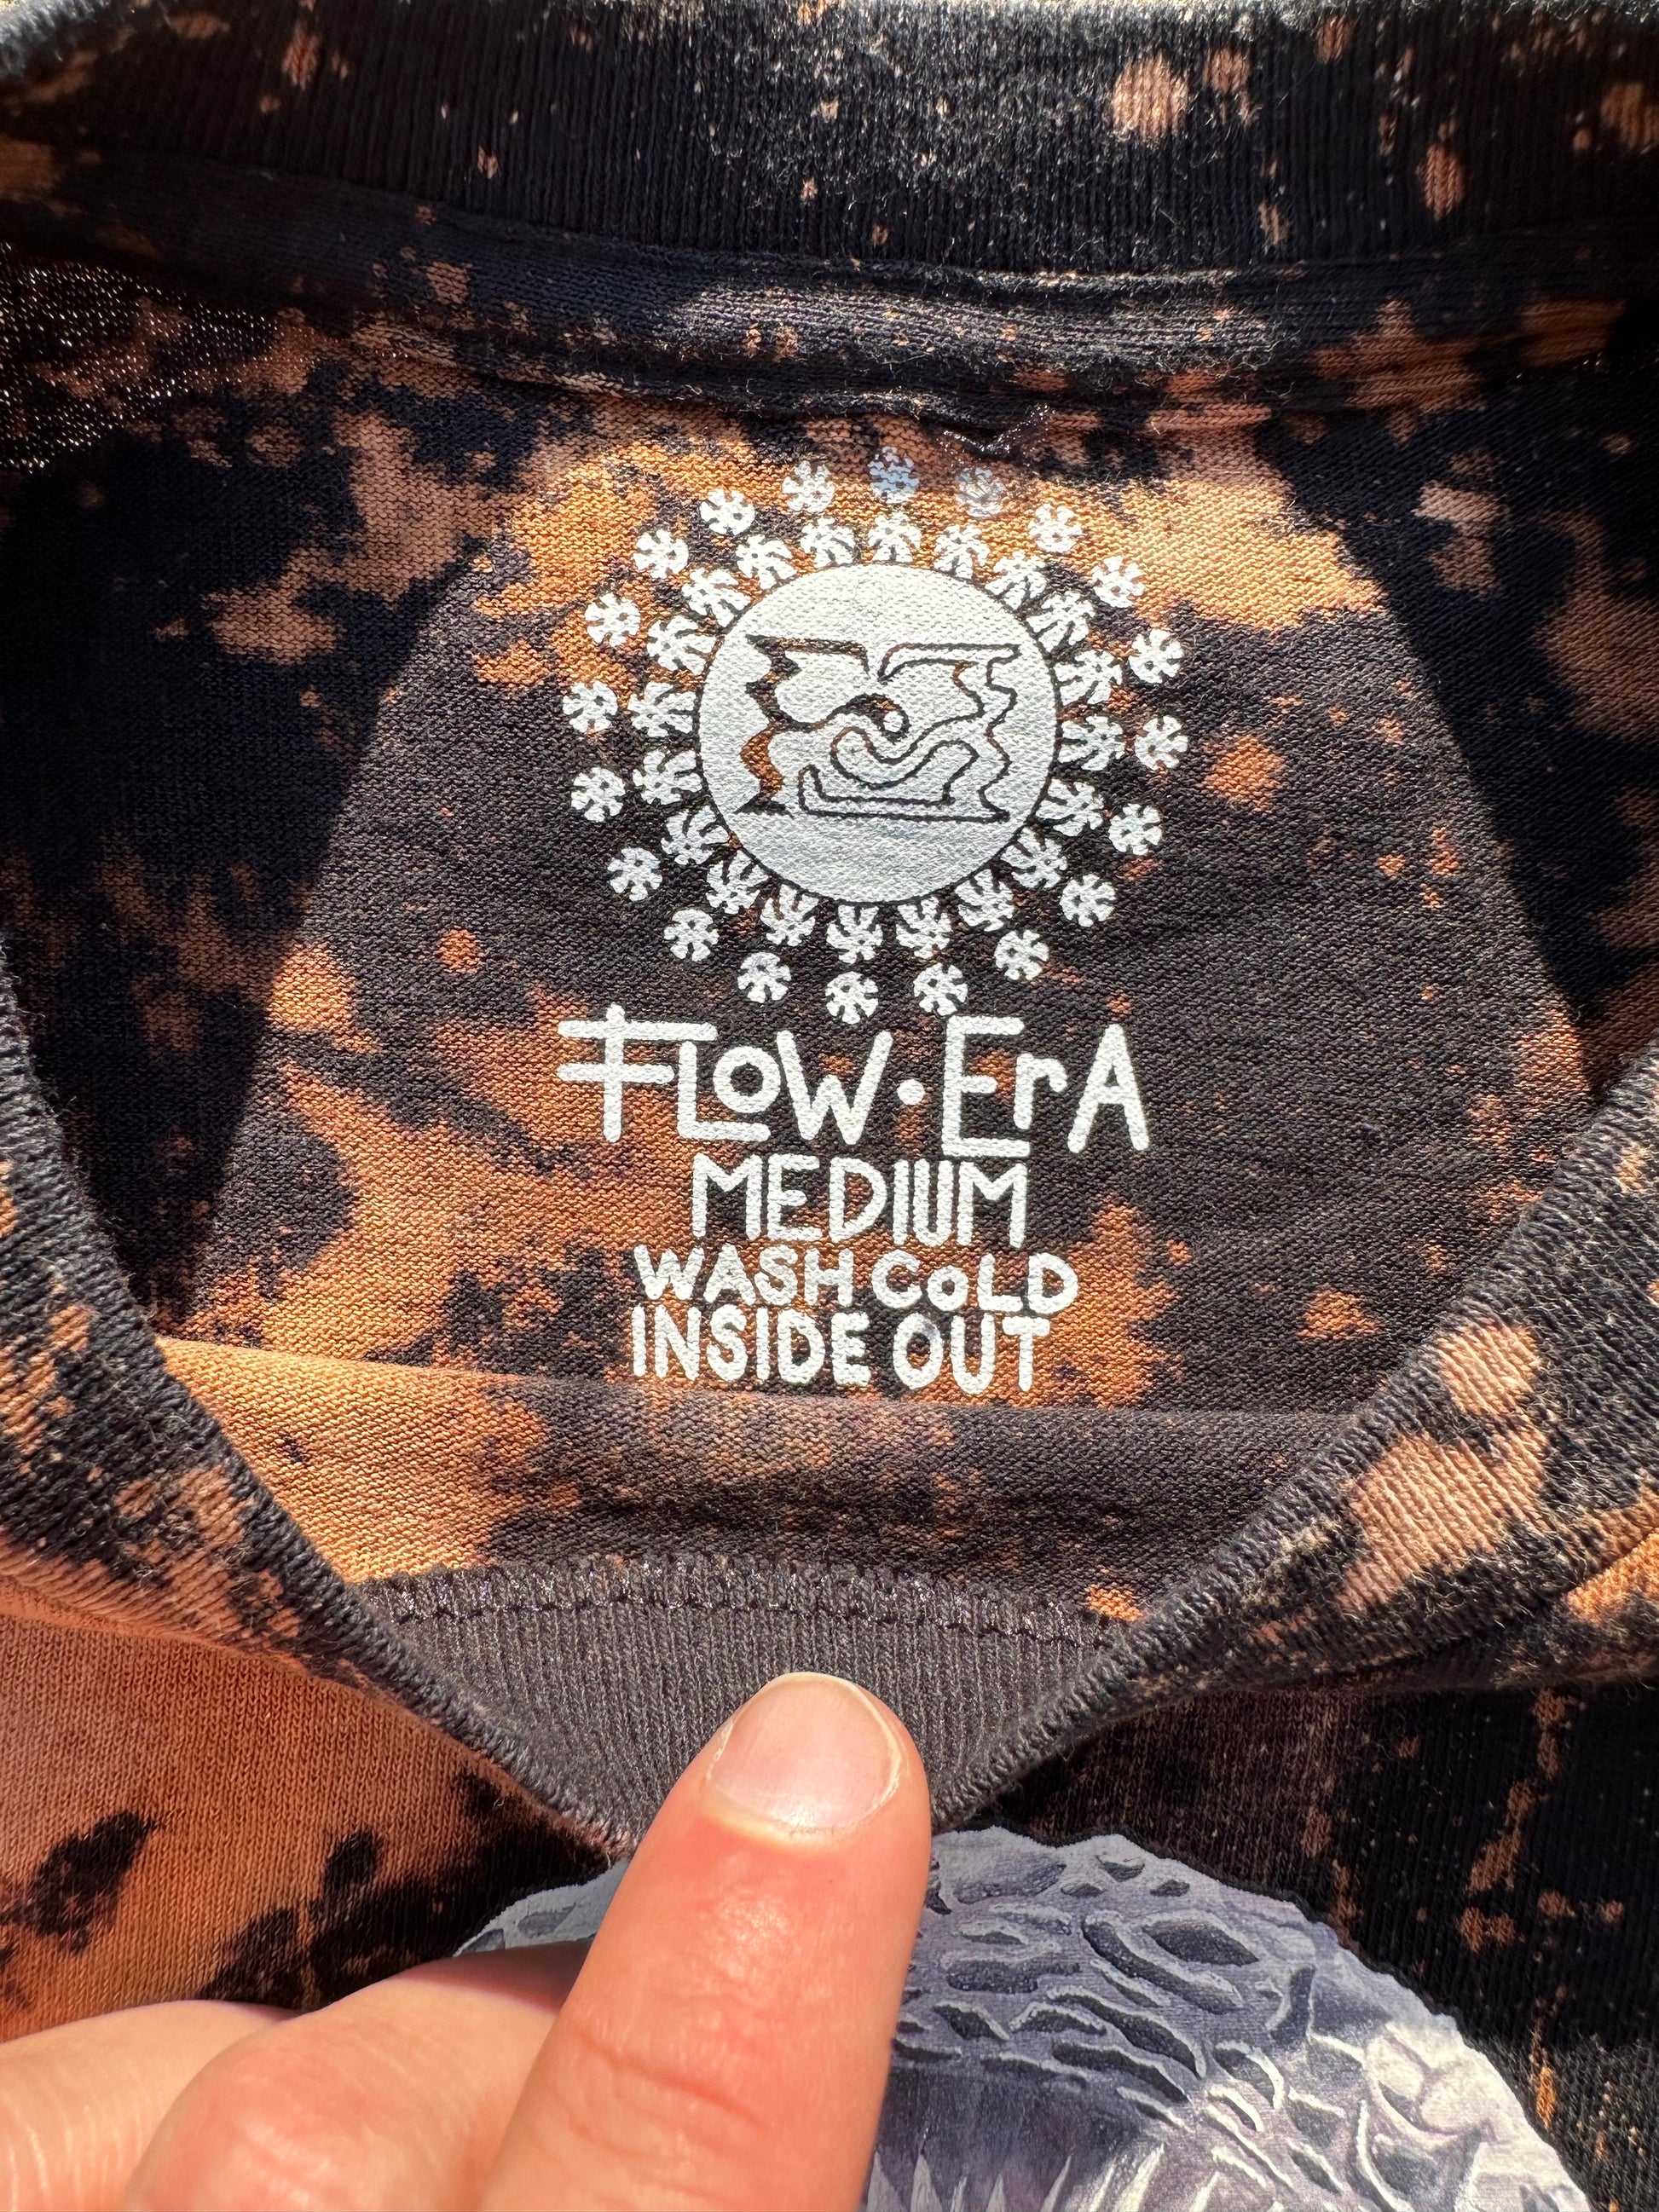 FLoW·ErA
MEDIUM
WASH CoLD
INSIDE OUT